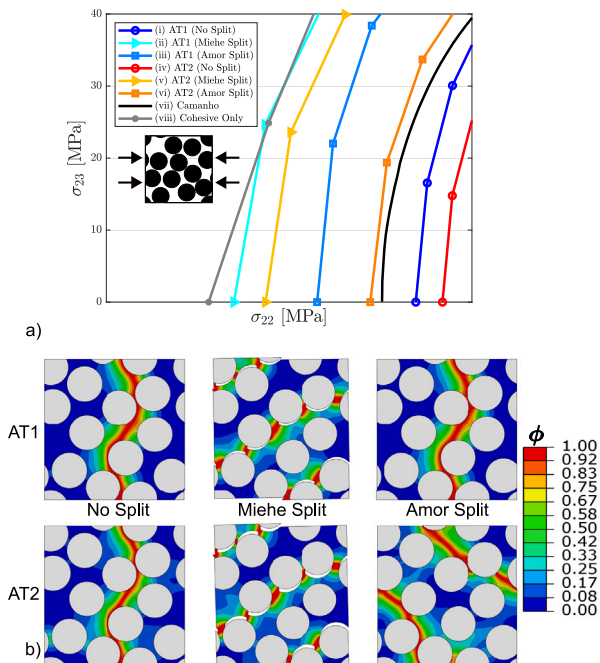 40
30
20
10
0
σ23 [MPa]
(i) AT1 (No Split)
(ii) AT1 (Miehe Split)
(iii) AT1 (Amor Split)
(iv) AT2 (No Split)
(v) AT2 (Miehe Split)
(vi) AT2 (Amor Split)
(vii) Camanho
(viii) Cohesive Only
σ22 [MPa]
a)
AT1
No Split
Miehe Split
Amor Split
AT2
b)
ϕ
1.00
0.92
0.83
0.75
0.67
0.58
0.50
0.42
0.33
0.25
0.17
0.08
0.00